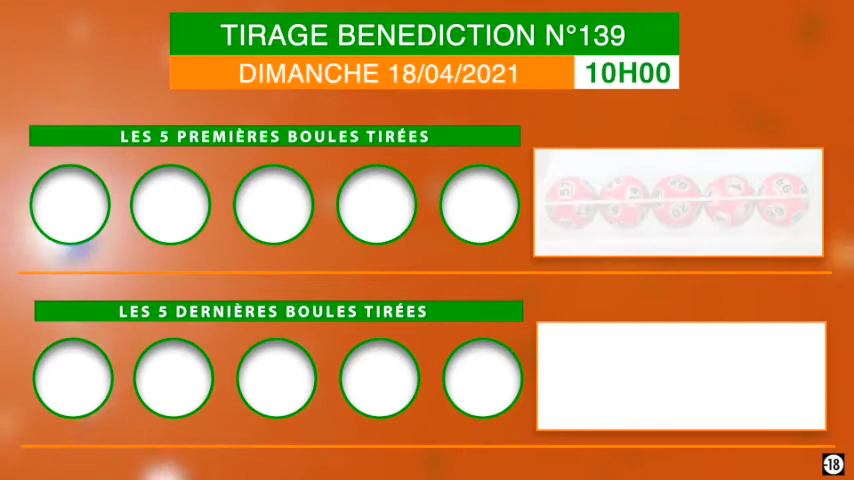 TIRAGE BENEDICTION N°139
DIMANCHE 18/04/2021 10H00
LES 5 PREMIÈRES BOULES TIRÉES
LES 5 DERNIÈRES BOULES TIRÉES
-18